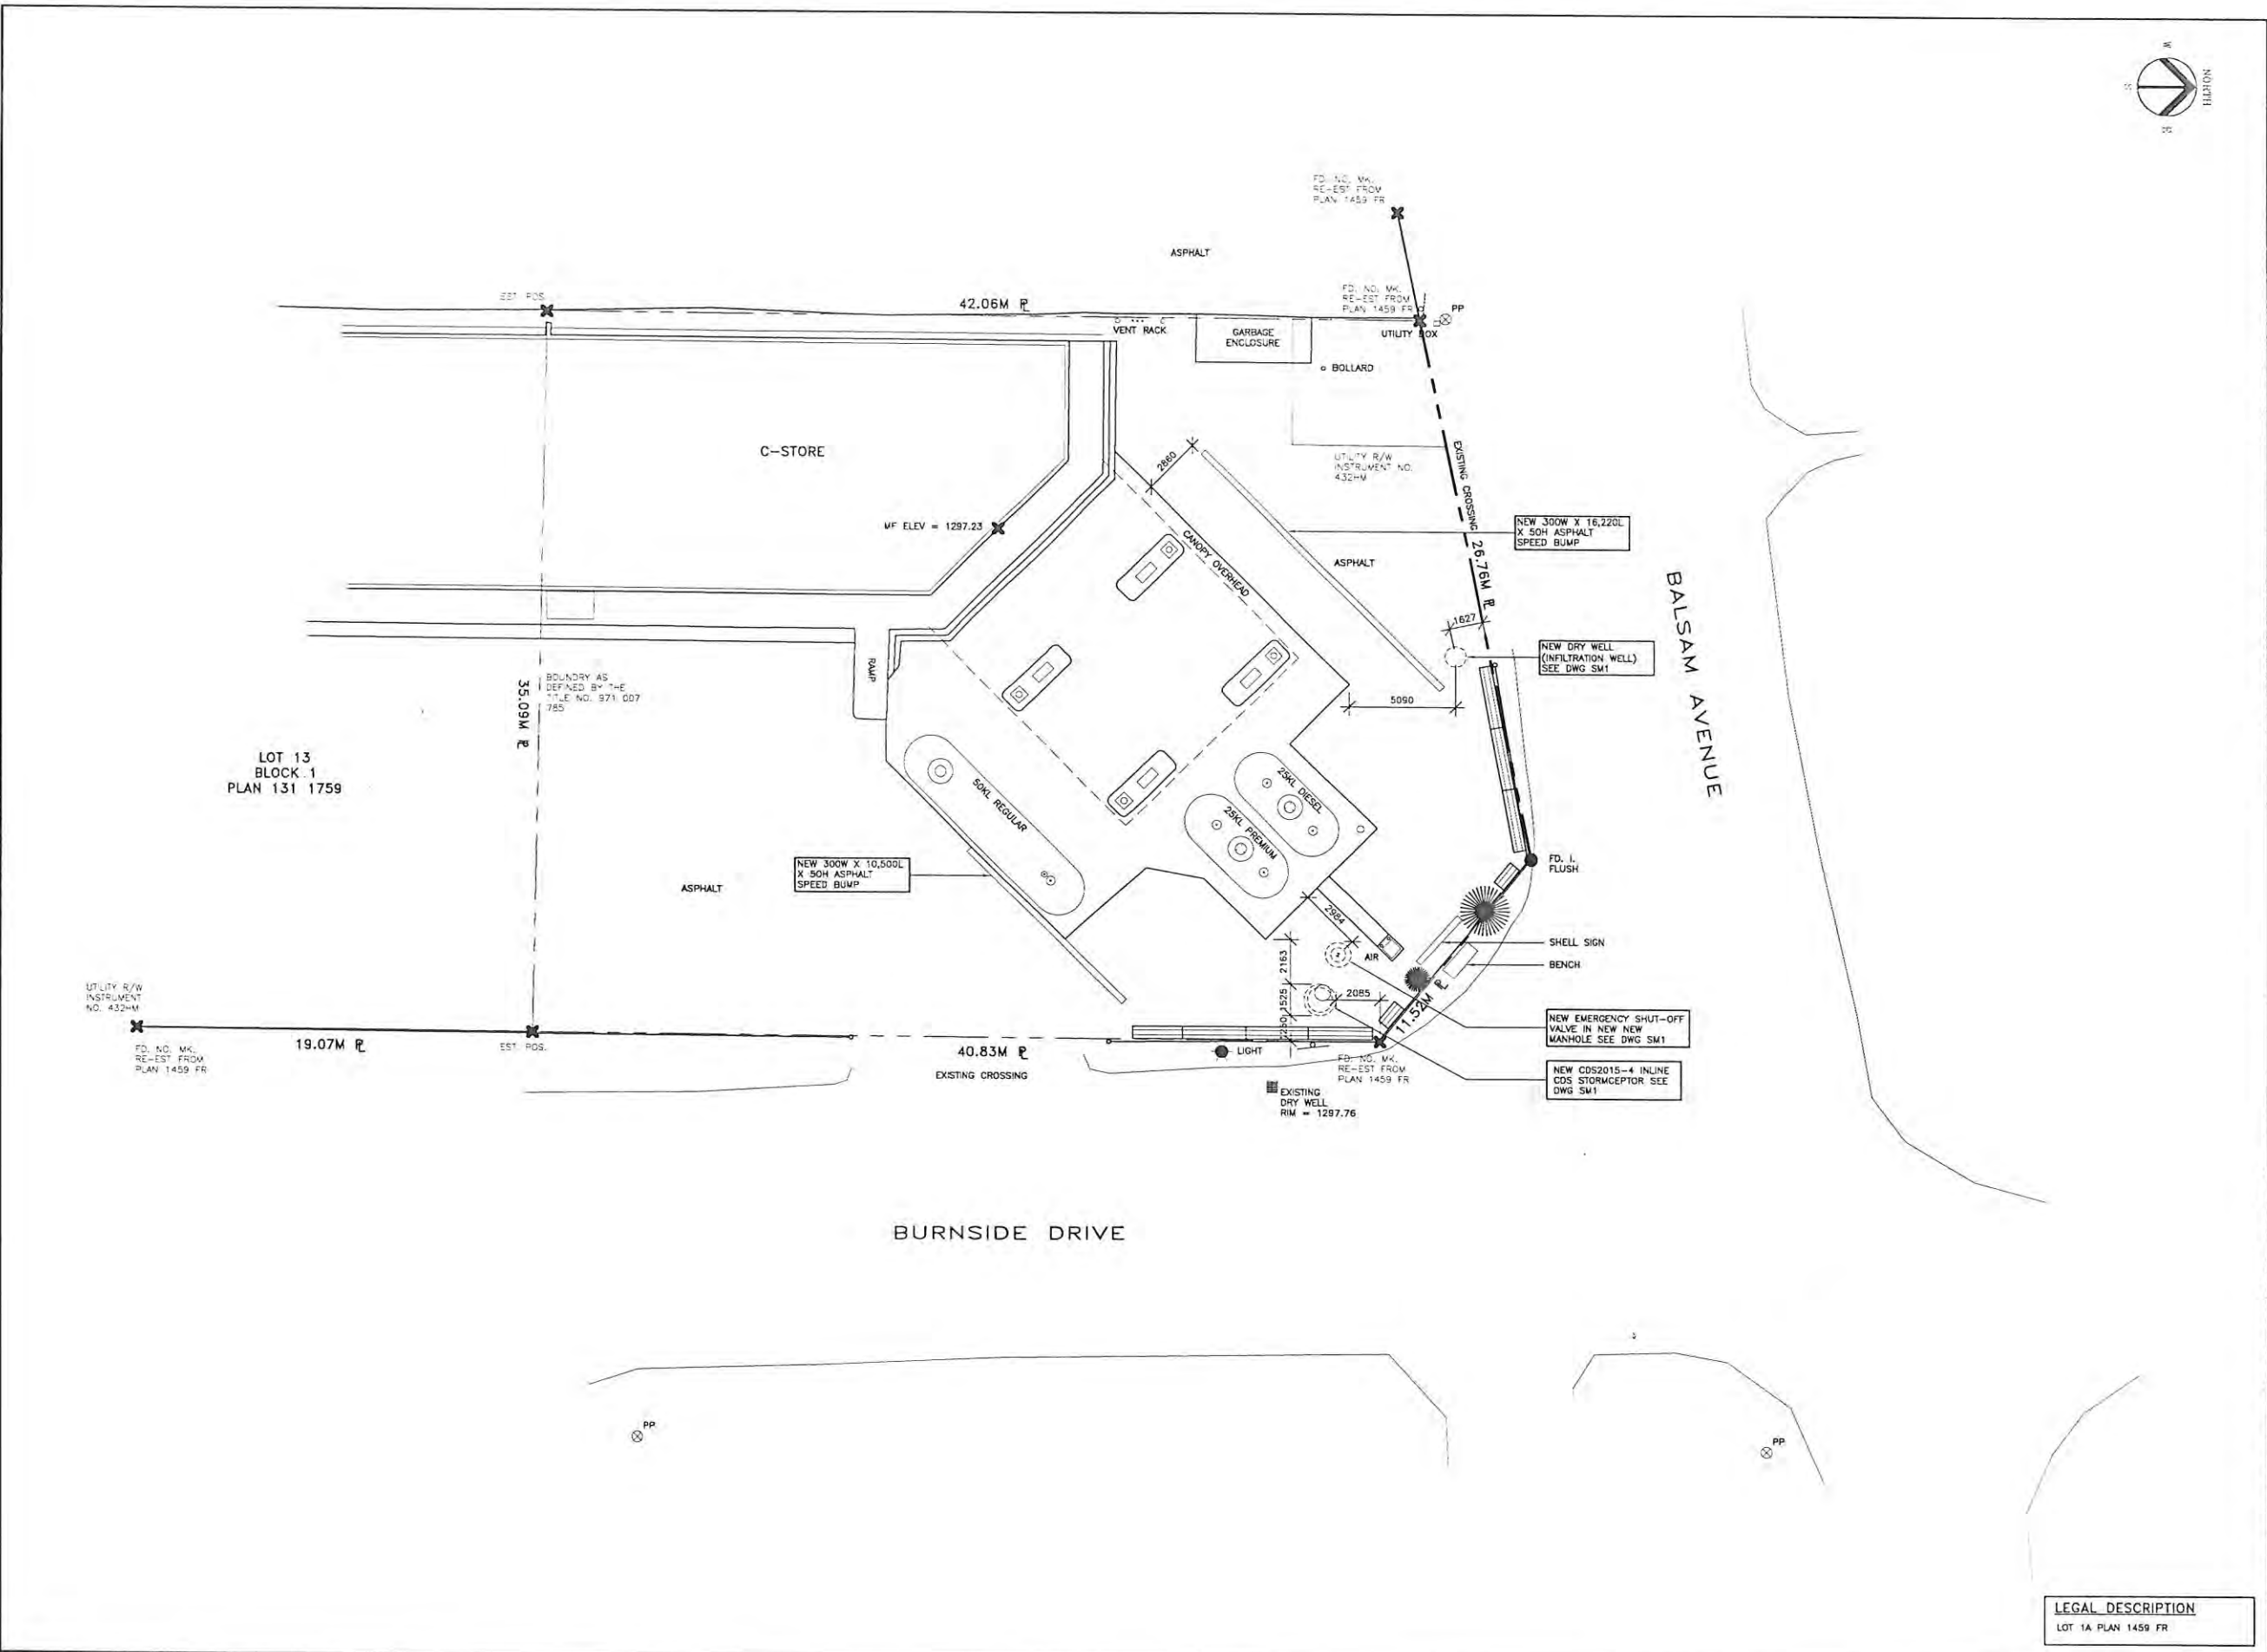 W
NORTH
S
E
FD. NO. MK.
RE-EST FROM
PLAN 1459 FR
ASPHALT
EST POS.
42.06M PL
FD. NO. MK.
RE-EST FROM
PLAN 1459 FR
PP
VENT RACK
GARBAGE
ENCLOSURE
UTILITY BOX
BOLLARD
C-STORE
2860
UTILITY R/W
INSTRUMENT NO.
432HM
EXISTING CROSSING
26.76M PL
MF ELEV = 1297.23
CANOPY OVERHEAD
NEW 300W X 16,220L
X 50H ASPHALT
SPEED BUMP
ASPHALT
BALSAM AVENUE
1627
NEW DRY WELL
(INFILTRATION WELL)
SEE DWG SM1
RAMP
BOUNDRY AS
DEFINED BY THE
TITLE NO. 971 007
785
35.09M PL
5090
LOT 13
BLOCK 1
PLAN 131 1759
50KL REGULAR
25KL DIESEL
25KL PREMIUM
NEW 300W X 10,500L
X 50H ASPHALT
SPEED BUMP
ASPHALT
FD. I.
FLUSH
2984
SHELL SIGN
AIR
BENCH
2163
1525
2085
11.52M PL
UTILITY R/W
INSTRUMENT
NO. 432HM
NEW EMERGENCY SHUT-OFF
VALVE IN NEW NEW
MANHOLE SEE DWG SM1
FD. NO. MK.
RE-EST FROM
PLAN 1459 FR
19.07M PL
EST POS.
40.83M PL
EXISTING CROSSING
LIGHT
FD. NO. MK.
RE-EST FROM
PLAN 1459 FR
NEW CDS2015-4 INLINE
CDS STORMCEPTOR SEE
DWG SM1
EXISTING
DRY WELL
RIM = 1297.76
BURNSIDE DRIVE
PP
PP
LEGAL DESCRIPTION
LOT 1A PLAN 1459 FR